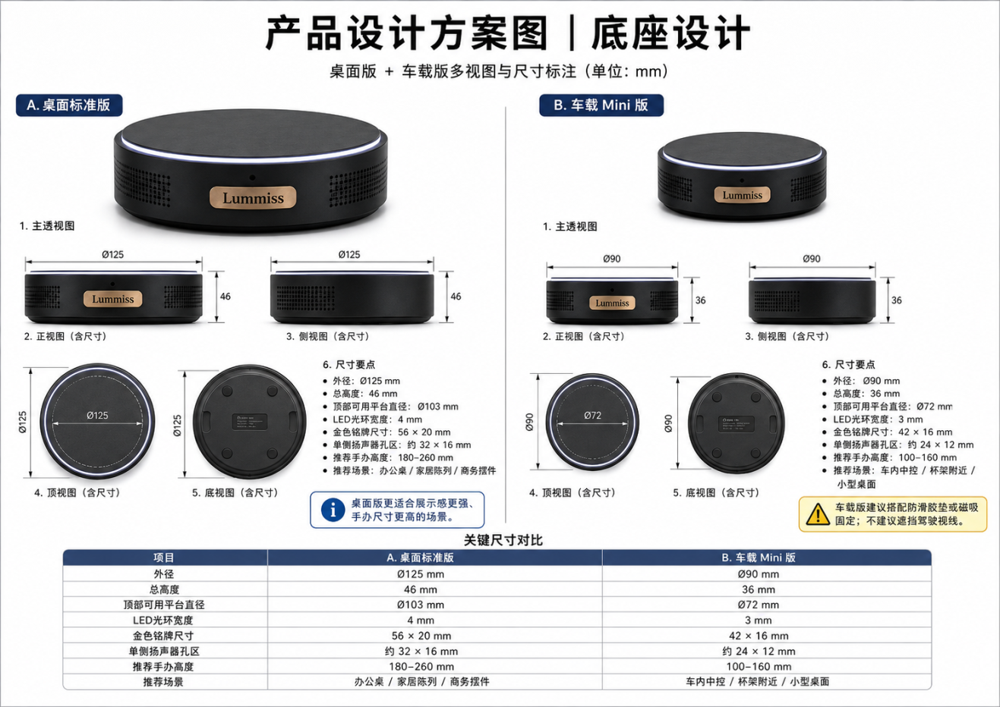 产品设计方案图｜底座设计
桌面版 + 车载版多视图与尺寸标注（单位：mm）
A. 桌面标准版
Lummiss
1. 主透视图
Ø125
46
Lummiss
2. 正视图（含尺寸）
Ø125
46
3. 侧视图（含尺寸）
Ø125
Ø125
4. 顶视图（含尺寸）
Ø125
5. 底视图（含尺寸）
6. 尺寸要点
• 外径：Ø125 mm
• 总高度：46 mm
• 顶部可用平台直径：Ø103 mm
• LED光环宽度：4 mm
• 金色铭牌尺寸：56 × 20 mm
• 单侧扬声器孔区：约 32 × 16 mm
• 推荐手办高度：180–260 mm
• 推荐场景：办公桌 / 家居陈列 / 商务摆件
i
桌面版更适合展示感更强、
手办尺寸更高的场景。
B. 车载 Mini 版
Lummiss
1. 主透视图
Ø90
36
Lummiss
2. 正视图（含尺寸）
Ø90
36
3. 侧视图（含尺寸）
Ø90
Ø72
4. 顶视图（含尺寸）
Ø90
5. 底视图（含尺寸）
6. 尺寸要点
• 外径：Ø90 mm
• 总高度：36 mm
• 顶部可用平台直径：Ø72 mm
• LED光环宽度：3 mm
• 金色铭牌尺寸：42 × 16 mm
• 单侧扬声器孔区：约 24 × 12 mm
• 推荐手办高度：100–160 mm
• 推荐场景：车内中控 / 杯架附近 /
小型桌面
车载版建议搭配防滑胶垫或磁吸
固定；不建议遮挡驾驶视线。
关键尺寸对比
项目 A. 桌面标准版 B. 车载 Mini 版
外径 Ø125 mm Ø90 mm
总高度 46 mm 36 mm
顶部可用平台直径 Ø103 mm Ø72 mm
LED光环宽度 4 mm 3 mm
金色铭牌尺寸 56 × 20 mm 42 × 16 mm
单侧扬声器孔区 约 32 × 16 mm 约 24 × 12 mm
推荐手办高度 180–260 mm 100–160 mm
推荐场景 办公桌 / 家居陈列 / 商务摆件 车内中控 / 杯架附近 / 小型桌面